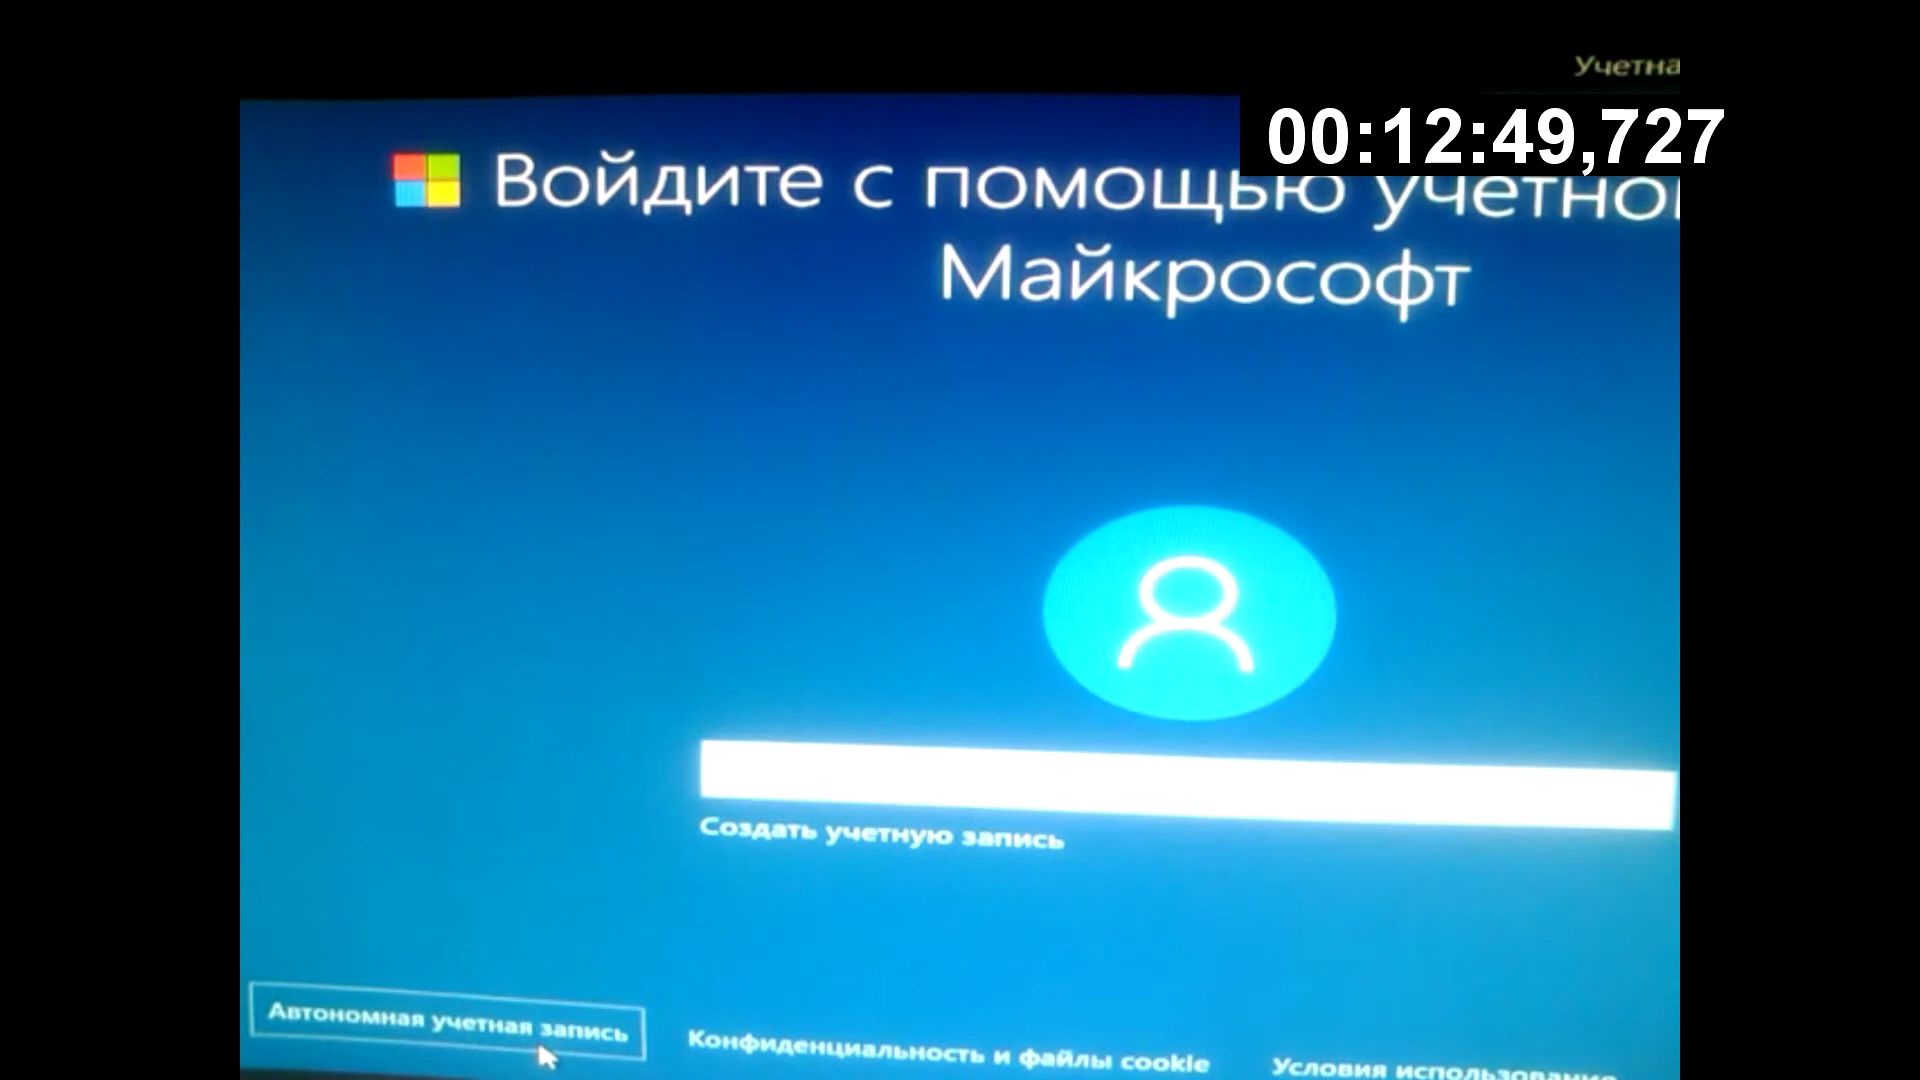 Учетна
00:12:49,727
Войдите с помощью учетно
Майкрософт
Создать учетную запись
Автономная учетная запись
Конфиденциальность и файлы cookie
Условия использования